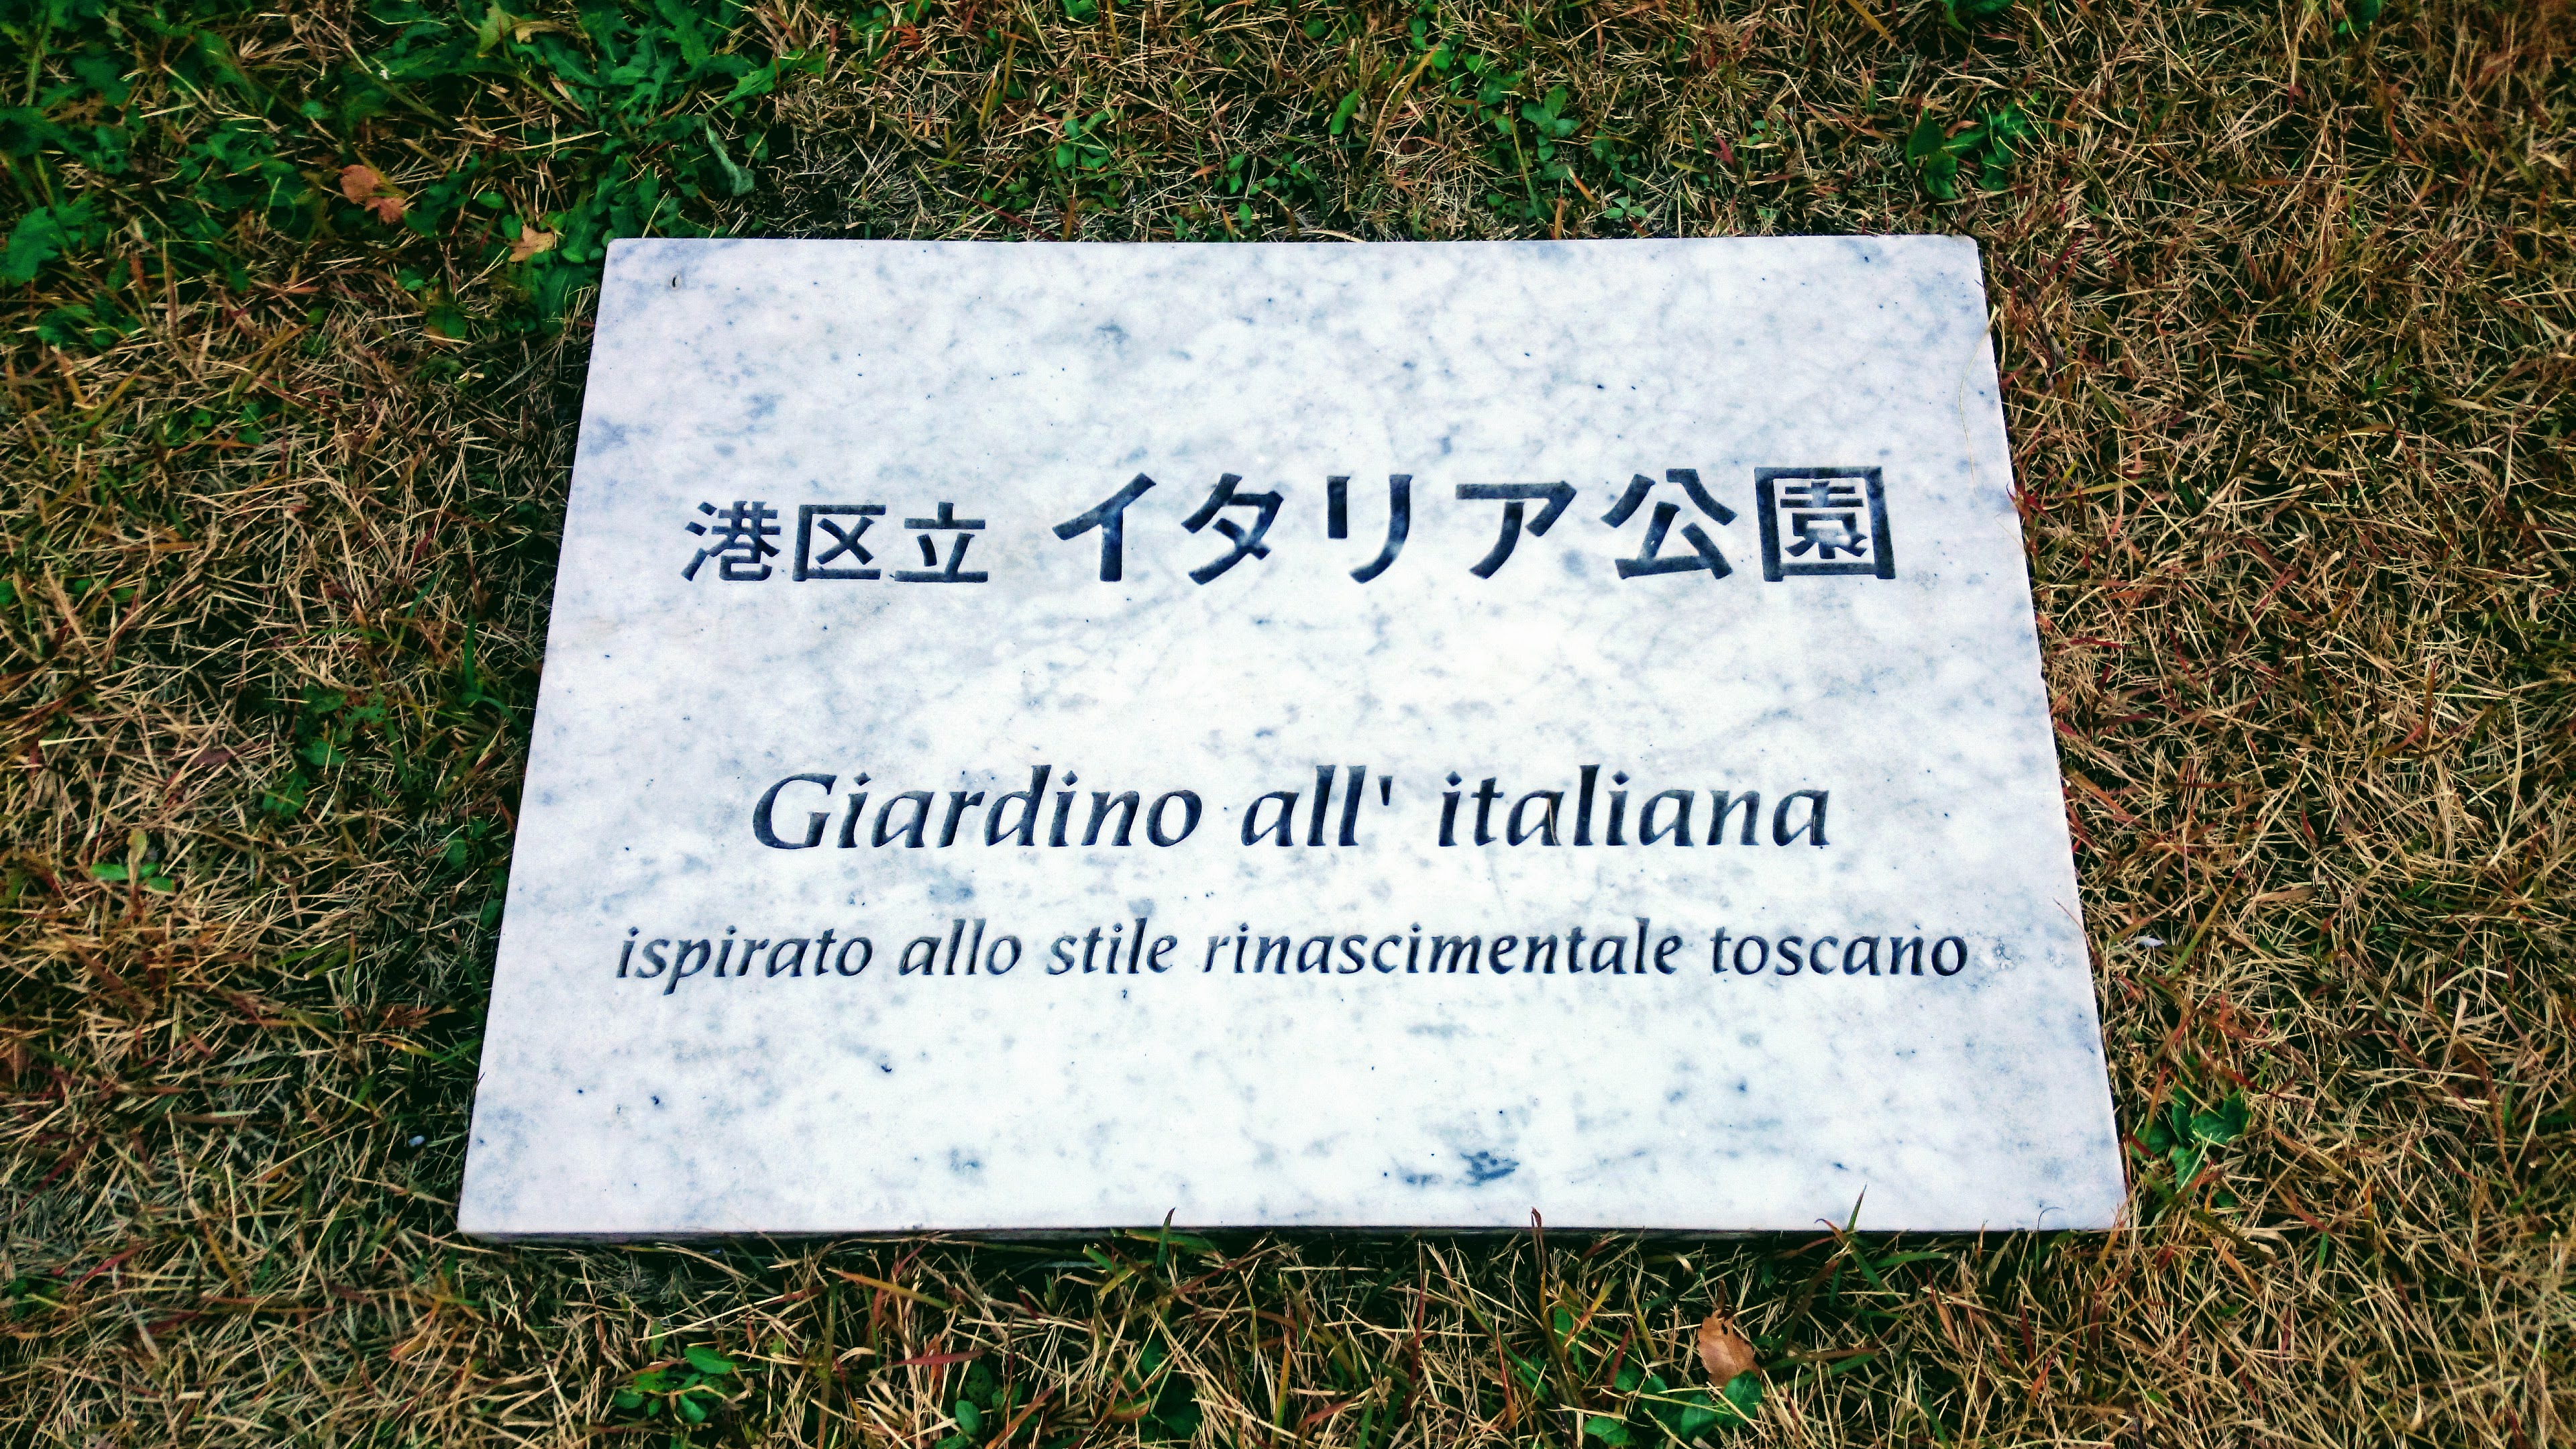 港区立 イタリア公園
Giardino all' italiana
ispirato allo stile rinascimentale toscano